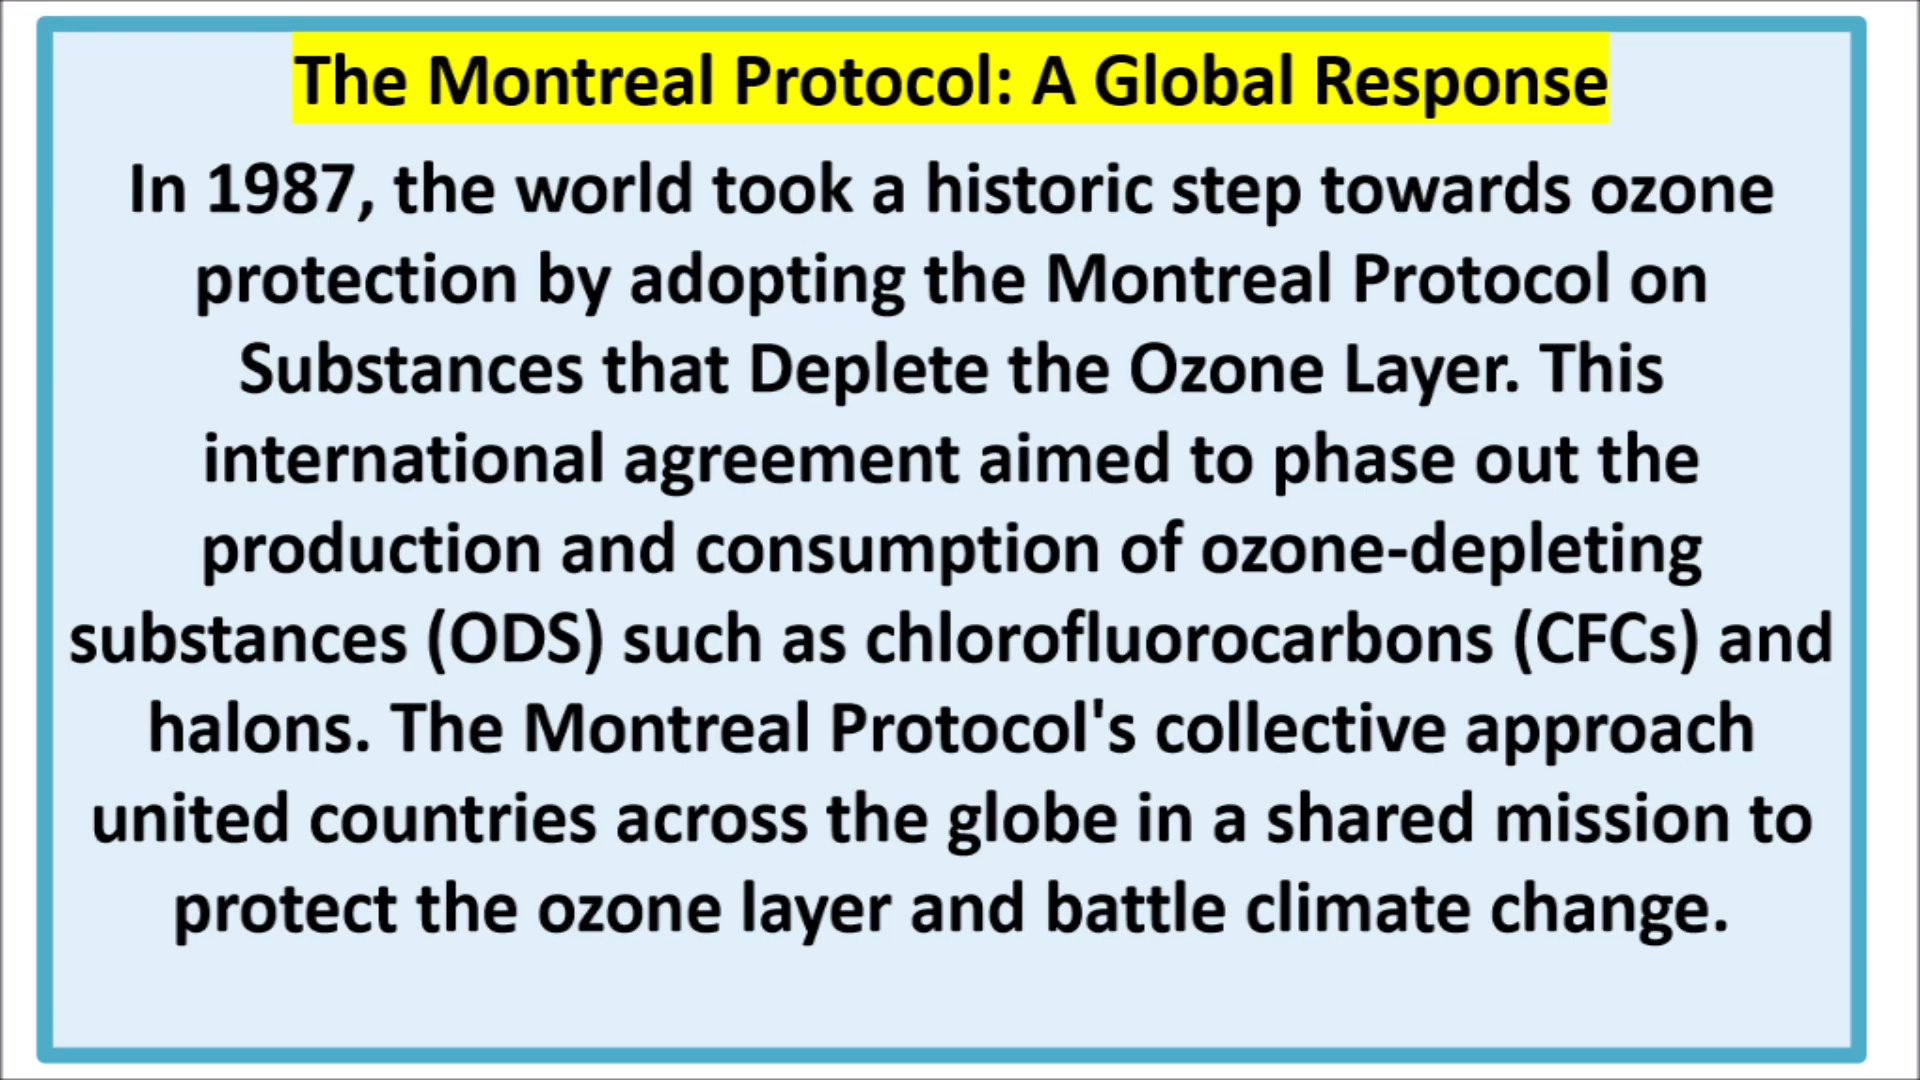 The Montreal Protocol: A Global Response
In 1987, the world took a historic step towards ozone
protection by adopting the Montreal Protocol on
Substances that Deplete the Ozone Layer. This
international agreement aimed to phase out the
production and consumption of ozone-depleting
substances (ODS) such as chlorofluorocarbons (CFCs) and
halons. The Montreal Protocol's collective approach
united countries across the globe in a shared mission to
protect the ozone layer and battle climate change.